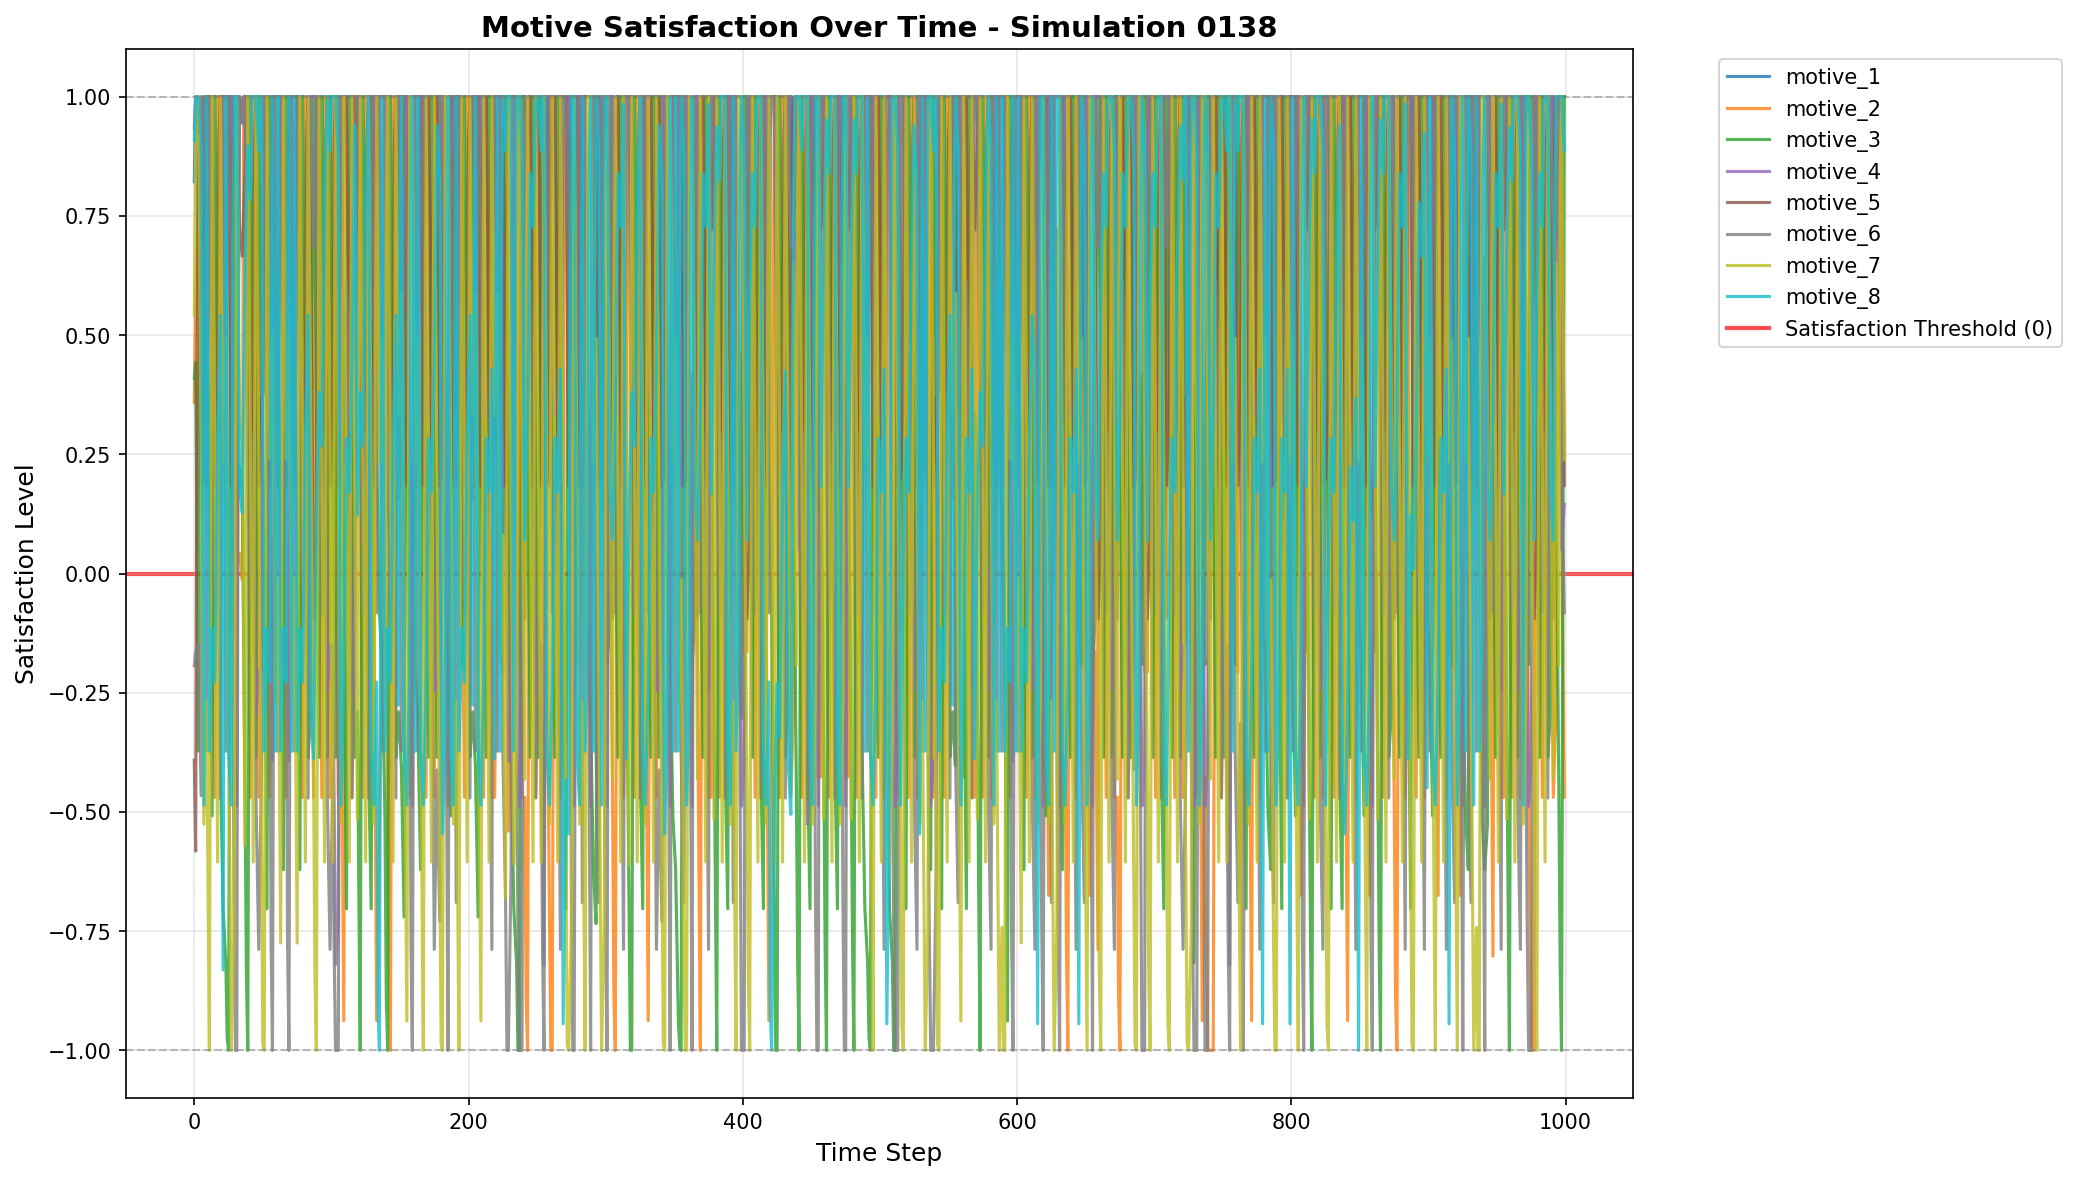 Motive Satisfaction Over Time - Simulation 0138
1.00
0.75
0.50
0.25
0.00
−0.25
−0.50
−0.75
−1.00
Satisfaction Level
0
200
400
600
800
1000
Time Step
motive_1
motive_2
motive_3
motive_4
motive_5
motive_6
motive_7
motive_8
Satisfaction Threshold (0)